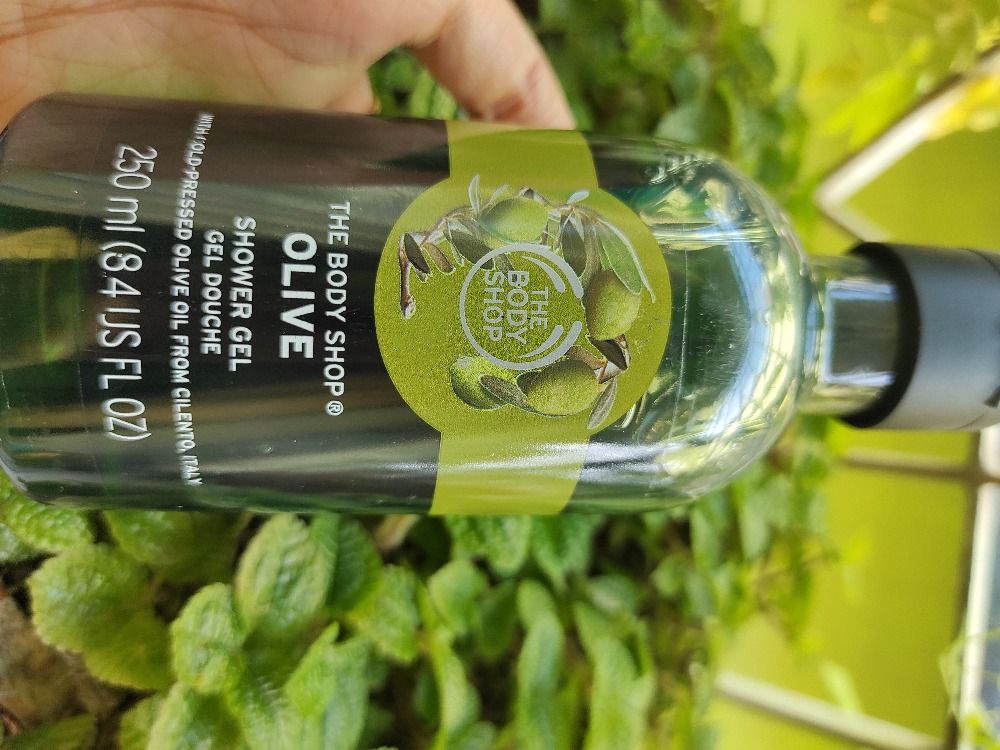 THE
BODY
SHOP
THE BODY SHOP®
OLIVE
SHOWER GEL
GEL DOUCHE
WITH COLD-PRESSED OLIVE OIL FROM CILENTO, ITALY
250 ml (8.4 US FL OZ)